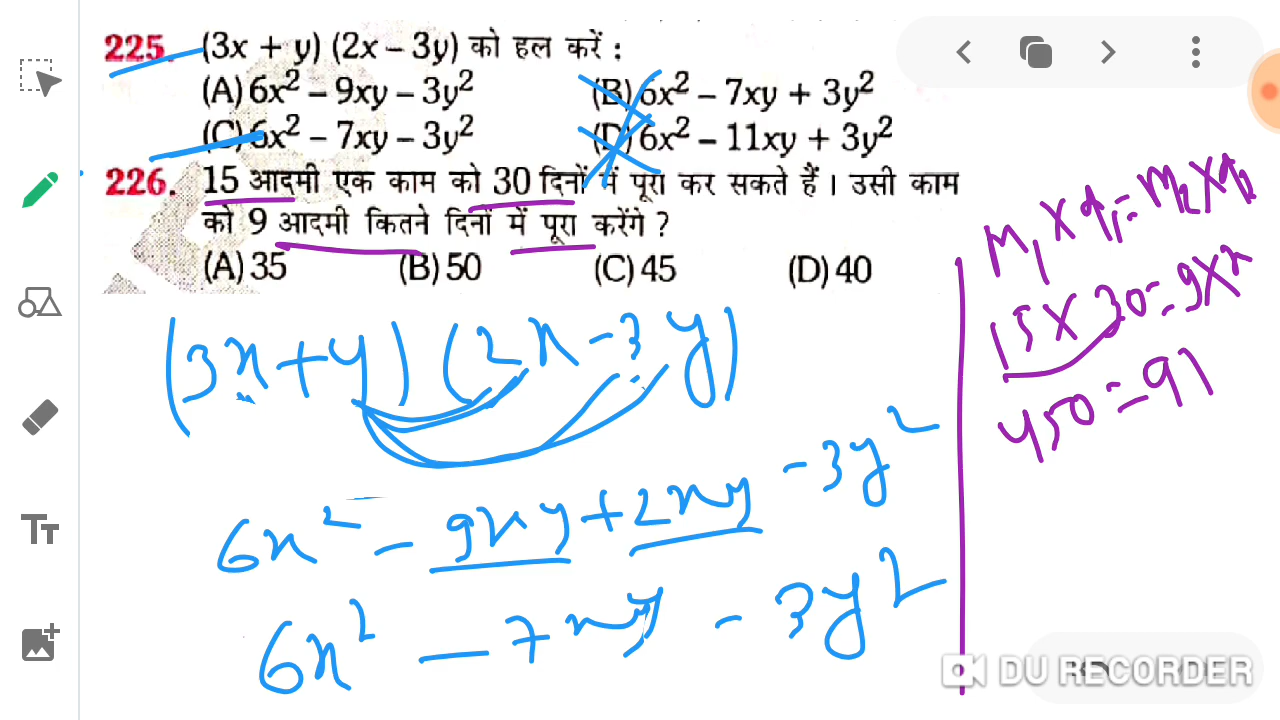 225. (3x + y) (2x – 3y) को हल करें :
(A) 6x² – 9xy – 3y² (B) 6x² – 7xy + 3y²
(C) 6x² – 7xy – 3y² (D) 6x² – 11xy + 3y²
226. 15 आदमी एक काम को 30 दिनों में पूरा कर सकते हैं । उसी काम
को 9 आदमी कितने दिनों में पूरा करेंगे ?
(A) 35 (B) 50 (C) 45 (D) 40
(3x + y) (2x – 3y)
6x² – 9xy + 2xy – 3y²
6x² – 7xy – 3y²
M₁ × d₁ = M₂ × d₂
15 × 30 = 9 × x
450 = 9
Tт
DU RECORDER